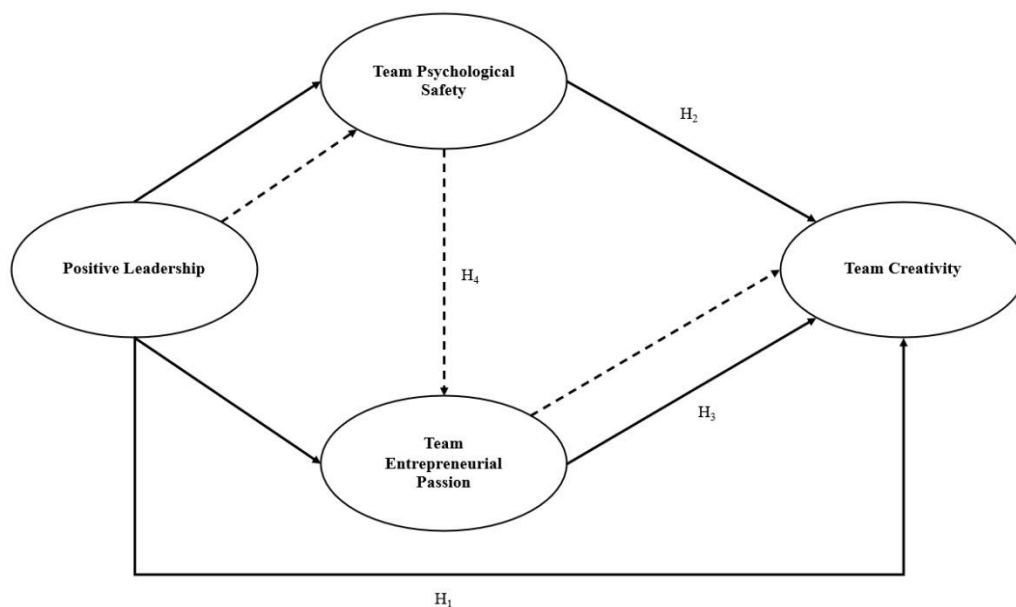 Team Psychological
Safety
H₂
Positive Leadership
H₄
Team Creativity
H₃
Team
Entrepreneurial
Passion
H₁